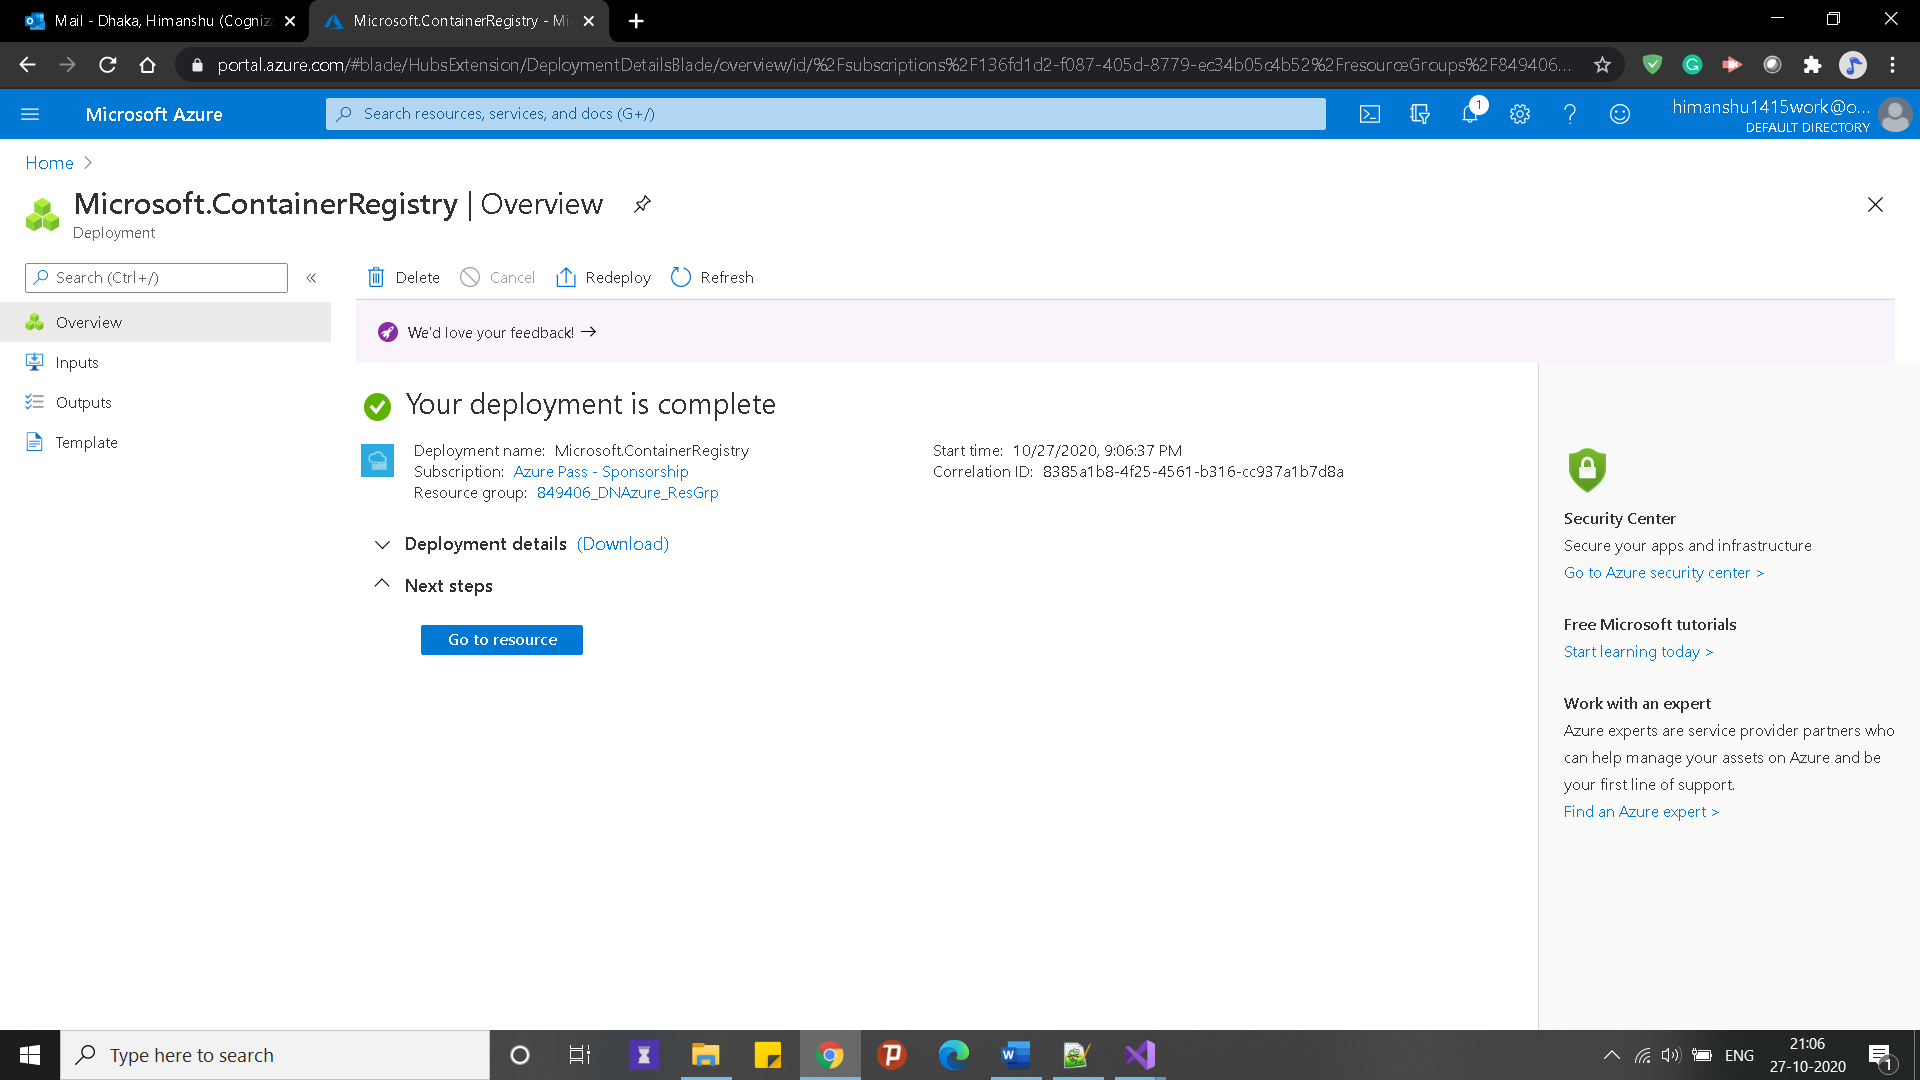 Mail - Dhaka, Himanshu (Cogniz
Microsoft.ContainerRegistry - Mi
portal.azure.com/#blade/HubsExtension/DeploymentDetailsBlade/overview/id/%2Fsubscriptions%2F136fd1d2-f087-405d-8779-ec34b05c4b52%2FresourceGroups%2F849406...
Microsoft Azure
Search resources, services, and docs (G+/)
1
himanshu1415work@o...
DEFAULT DIRECTORY
Home
Microsoft.ContainerRegistry | Overview
Deployment
Search (Ctrl+/)
Overview
Inputs
Outputs
Template
Delete
Cancel
Redeploy
Refresh
We'd love your feedback! →
Your deployment is complete
Deployment name: Microsoft.ContainerRegistry
Subscription: Azure Pass - Sponsorship
Resource group: 849406_DNAzure_ResGrp
Start time: 10/27/2020, 9:06:37 PM
Correlation ID: 8385a1b8-4f25-4561-b316-cc937a1b7d8a
Deployment details (Download)
Next steps
Go to resource
Security Center
Secure your apps and infrastructure
Go to Azure security center >
Free Microsoft tutorials
Start learning today >
Work with an expert
Azure experts are service provider partners who
can help manage your assets on Azure and be
your first line of support.
Find an Azure expert >
Type here to search
ENG
21:06
27-10-2020
1